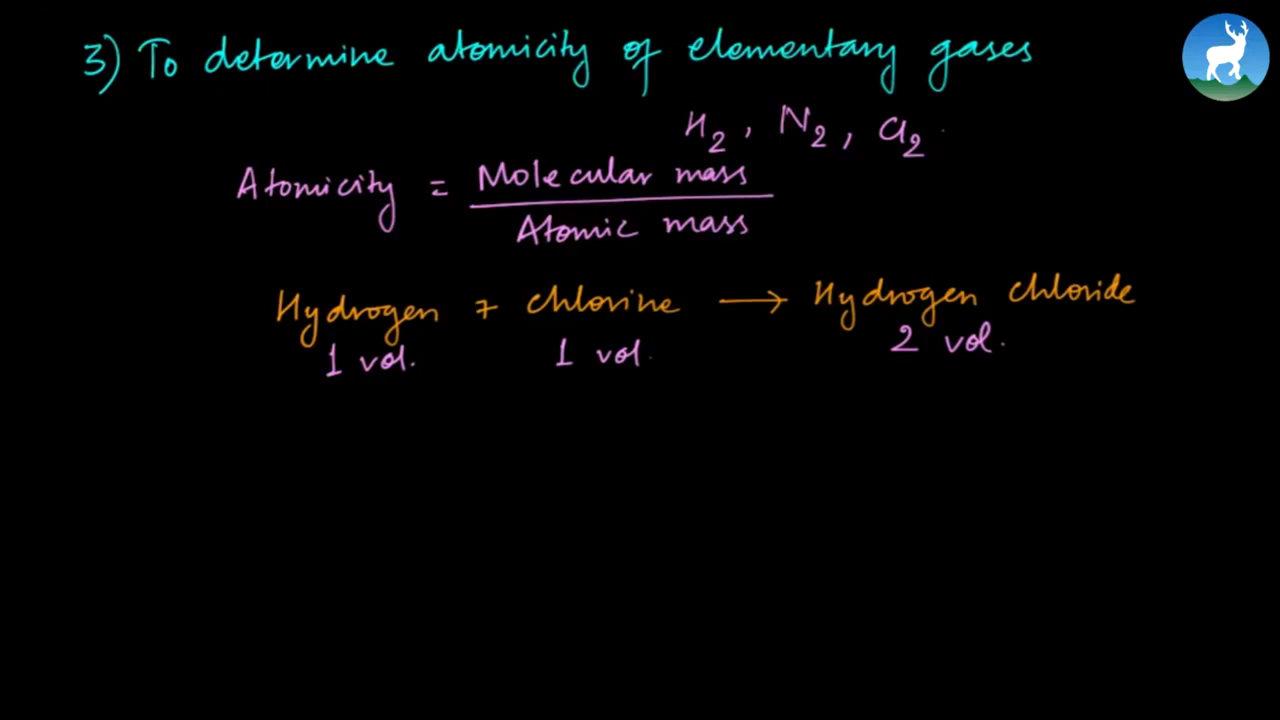 3) To determine atomicity of elementary gases
H2, N2, Cl2
Atomicity = Molecular mass
Atomic mass
Hydrogen + chlorine → Hydrogen chloride
1 vol. 1 vol. 2 vol.